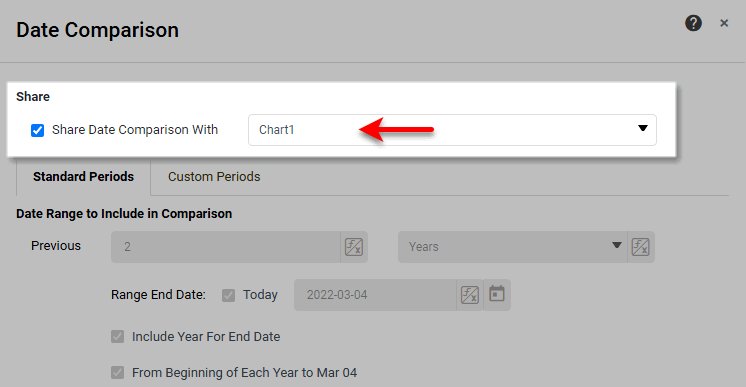 Date Comparison
Share
Share Date Comparison With Chart1
Standard Periods Custom Periods
Date Range to Include in Comparison
Previous 2 Years
Range End Date: Today 2022-03-04
Include Year For End Date
From Beginning of Each Year to Mar 04